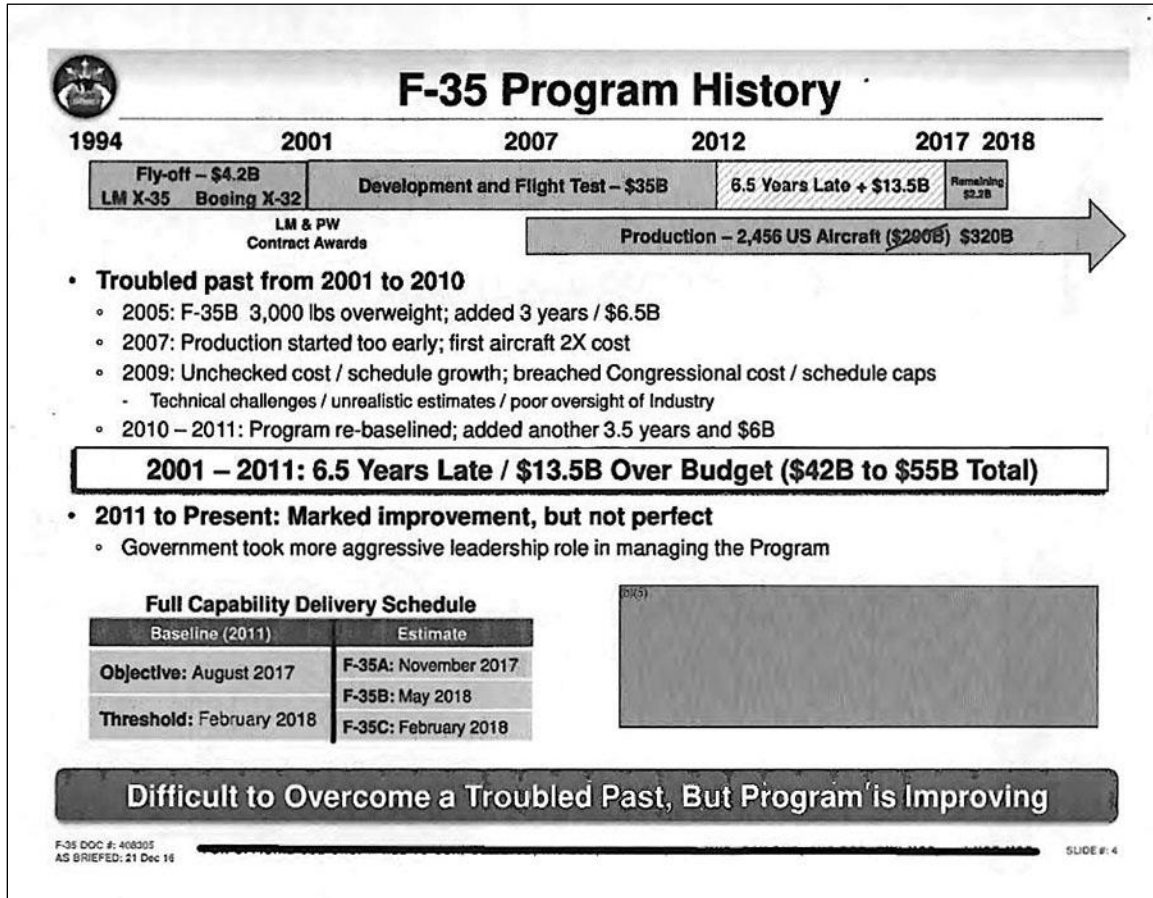 F-35 Program History
1994 2001 2007 2012 2017 2018
Fly-off – $4.2B
LM X-35 Boeing X-32
Development and Flight Test – $35B
6.5 Years Late + $13.5B
Remaining
$2.2B
LM & PW
Contract Awards
Production – 2,456 US Aircraft ($200B) $320B
• Troubled past from 2001 to 2010
∘ 2005: F-35B 3,000 lbs overweight; added 3 years / $6.5B
∘ 2007: Production started too early; first aircraft 2X cost
∘ 2009: Unchecked cost / schedule growth; breached Congressional cost / schedule caps
- Technical challenges / unrealistic estimates / poor oversight of Industry
∘ 2010 – 2011: Program re-baselined; added another 3.5 years and $6B
2001 – 2011: 6.5 Years Late / $13.5B Over Budget ($42B to $55B Total)
• 2011 to Present: Marked improvement, but not perfect
∘ Government took more aggressive leadership role in managing the Program
Full Capability Delivery Schedule
Baseline (2011) Estimate
Objective: August 2017
Threshold: February 2018
F-35A: November 2017
F-35B: May 2018
F-35C: February 2018
(b)(5)
Difficult to Overcome a Troubled Past, But Program is Improving
F-35 DOC #: 408305
AS BRIEFED: 21 Dec 16
SLIDE #: 4